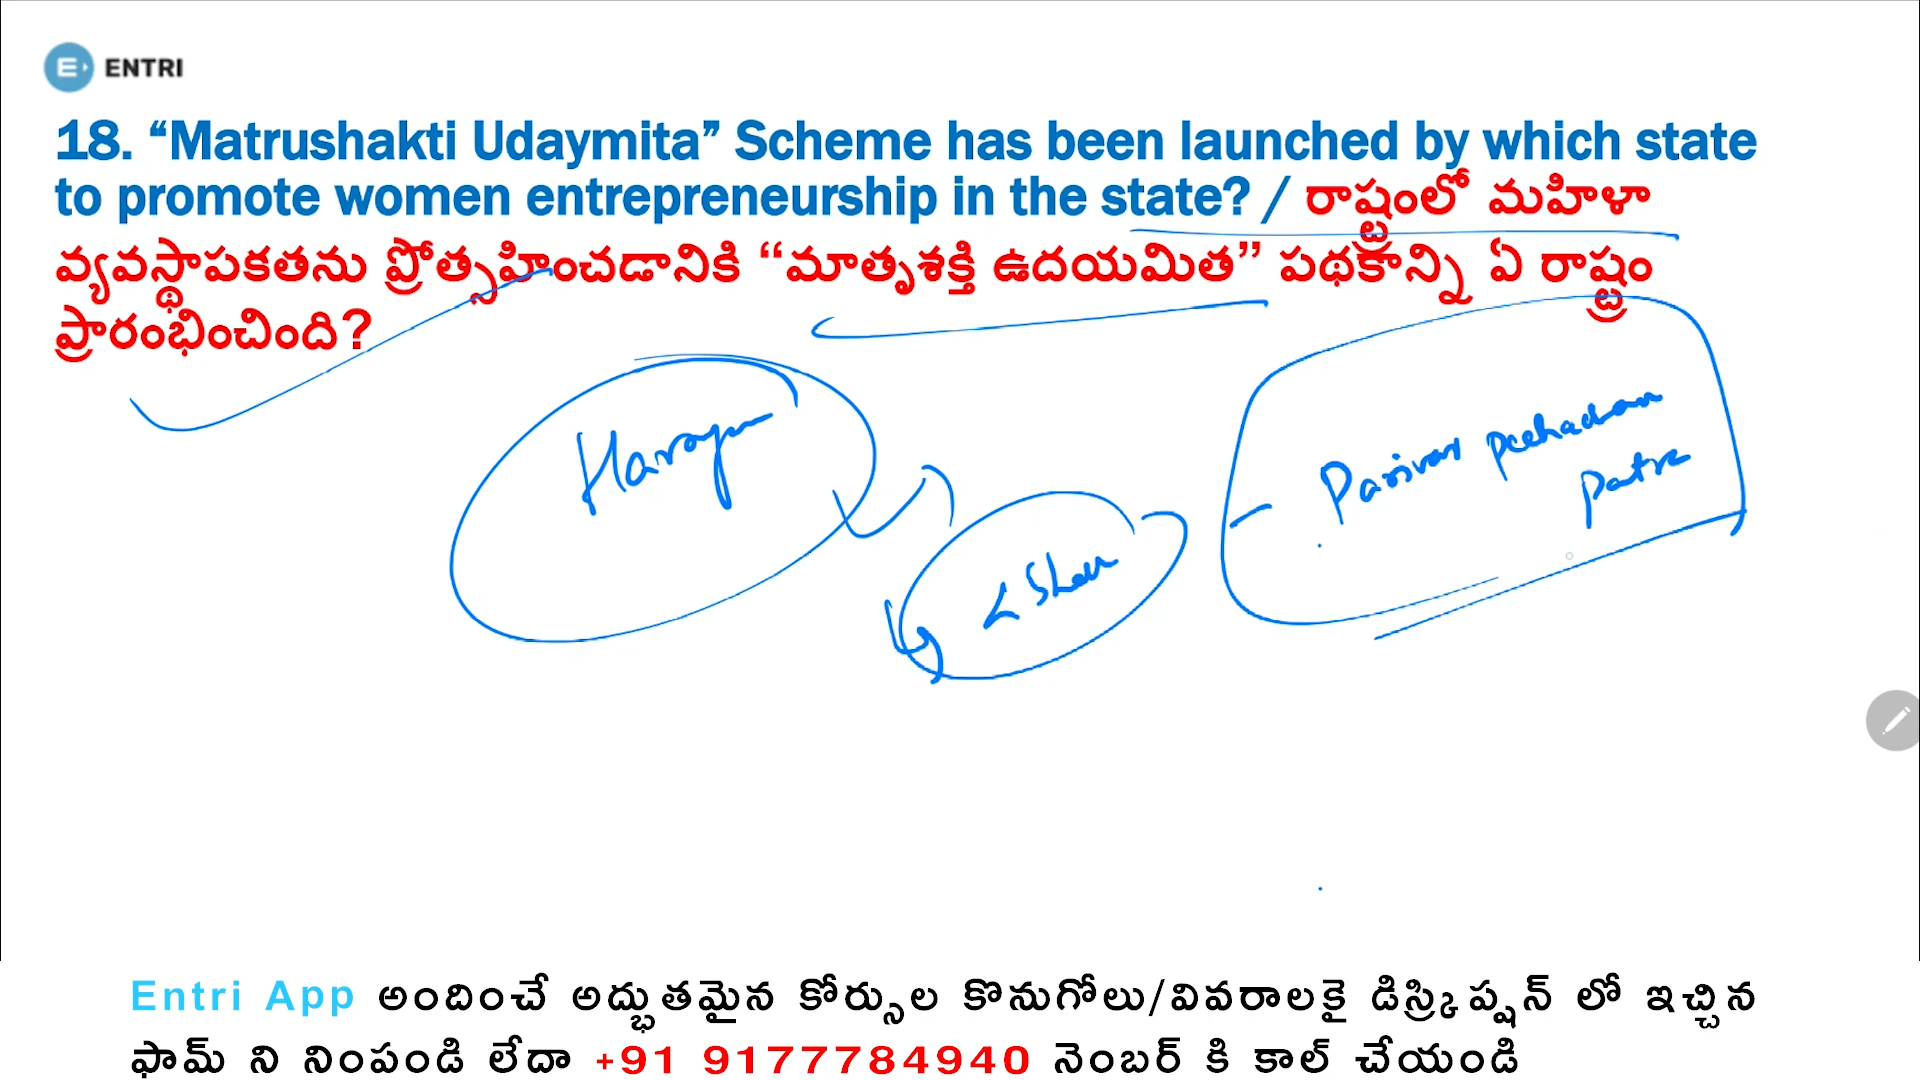 ENTRI
18. “Matrushakti Udaymita” Scheme has been launched by which state
to promote women entrepreneurship in the state? / రాష్ట్రంలో మహిళా
వ్యవస్థాపకతను ప్రోత్సహించడానికి “మాతృశక్తి ఉదయమిత” పథకాన్ని ఏ రాష్ట్రం
ప్రారంభించింది?
Parivar pechachan
patra
Entri App అందించే అద్భుతమైన కోర్సుల కొనుగోలు/వివరాలకై డిస్క్రిప్షన్ లో ఇచ్చిన
ఫామ్ ని నింపండి లేదా +91 9177784940 నెంబర్ కి కాల్ చేయండి